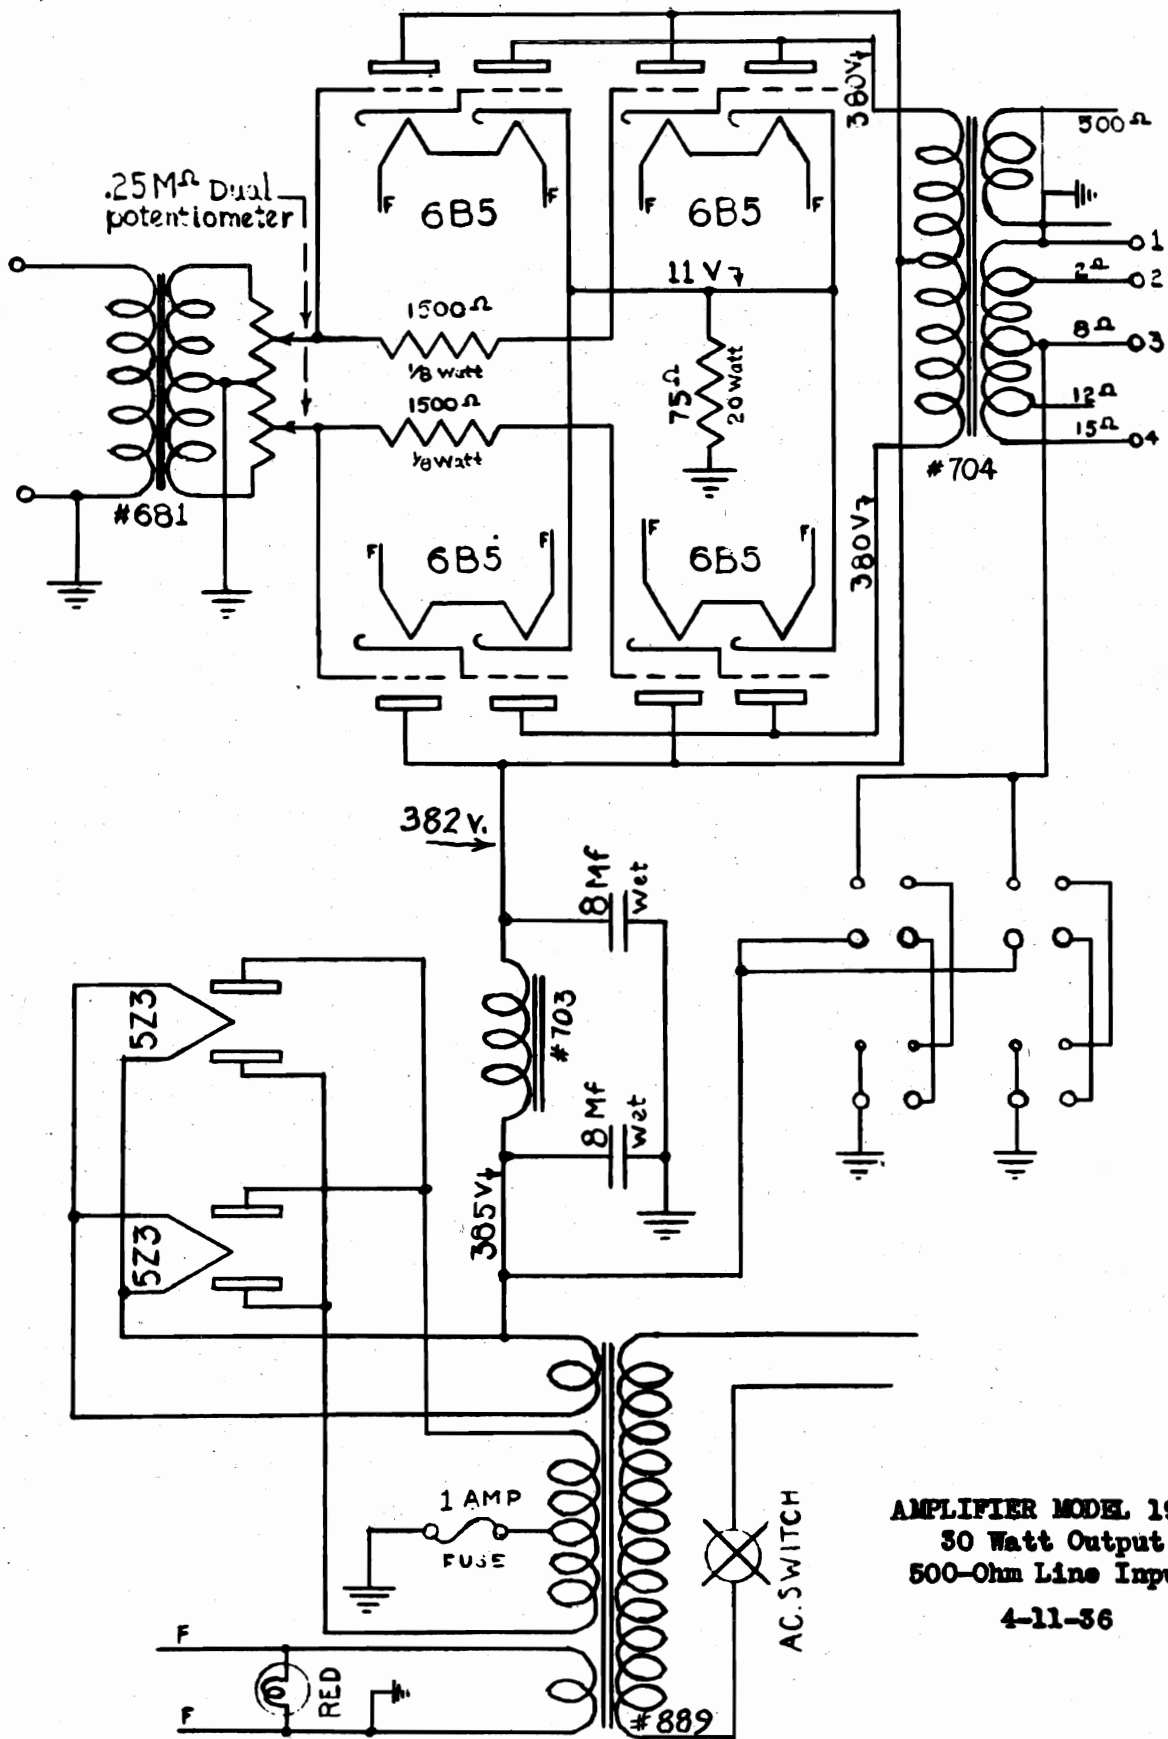 380V
500Ω
.25MΩ Dual
potentiometer
F
F
6B5
F
F
6B5
11 V
1
2Ω
2
1500Ω
1/8 Watt
8Ω
3
75Ω
20 Watt
1500Ω
1/8 Watt
12Ω
15Ω
4
#704
#681
380V
F
F
6B5
F
F
6B5
382 V.
8 Mf
Wet
5Z3
#703
8 Mf
Wet
385V
5Z3
1 AMP
FUSE
AC. SWITCH
F
RED
F
#889
AMPLIFIER MODEL
30 Watt Output
500-Ohm Line
4-11-36